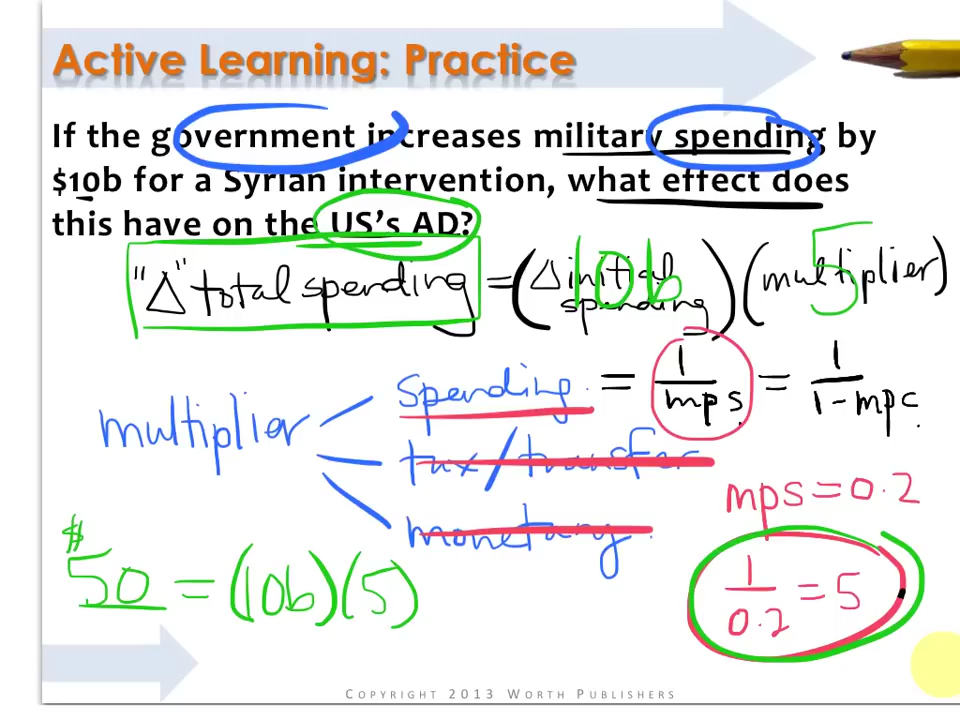 Active Learning: Practice
If the government increases military spending by
$10b for a Syrian intervention, what effect does
this have on the US's AD?
"Δ" total spending = (Δ initial spending) (multiplier)
10b 5
multiplier
spending = 1/mps = 1/1-mpc
tax/transfer
monetary
mps = 0.2
1/0.2 = 5
$50 = (10b)(5)
COPYRIGHT 2013 WORTH PUBLISHERS